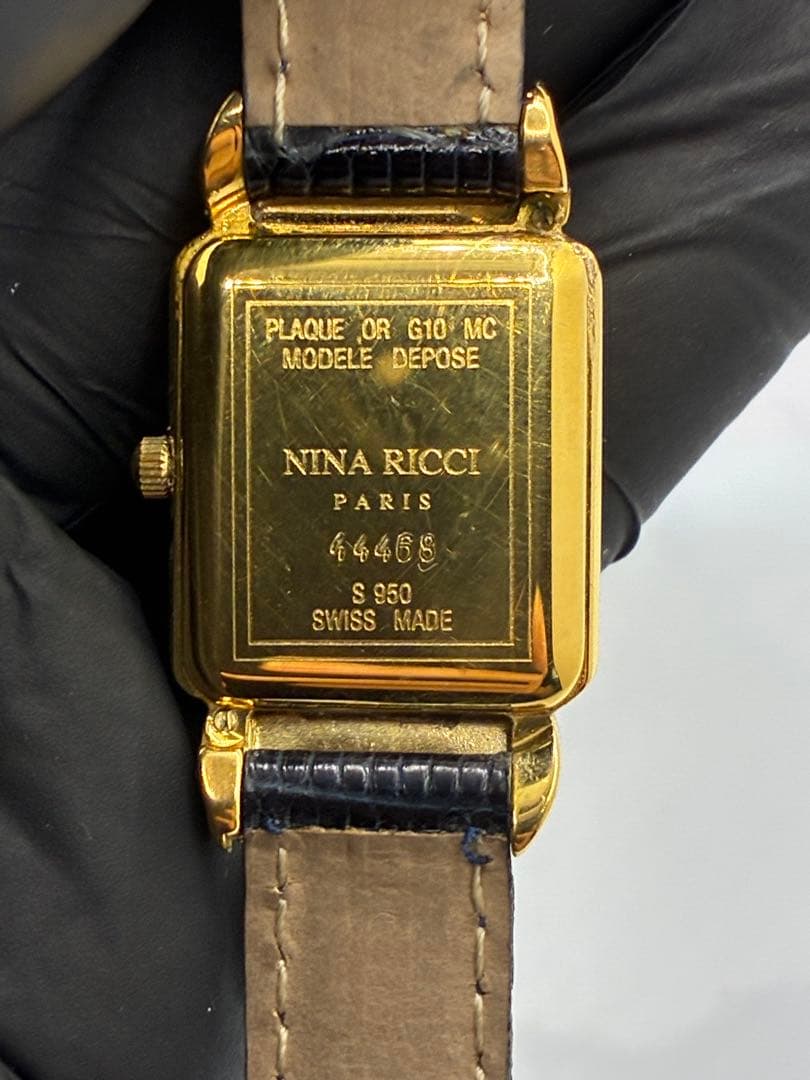 PLAQUE OR G10 MC
MODELE DEPOSE
NINA RICCI
PARIS
44468
S 950
SWISS MADE